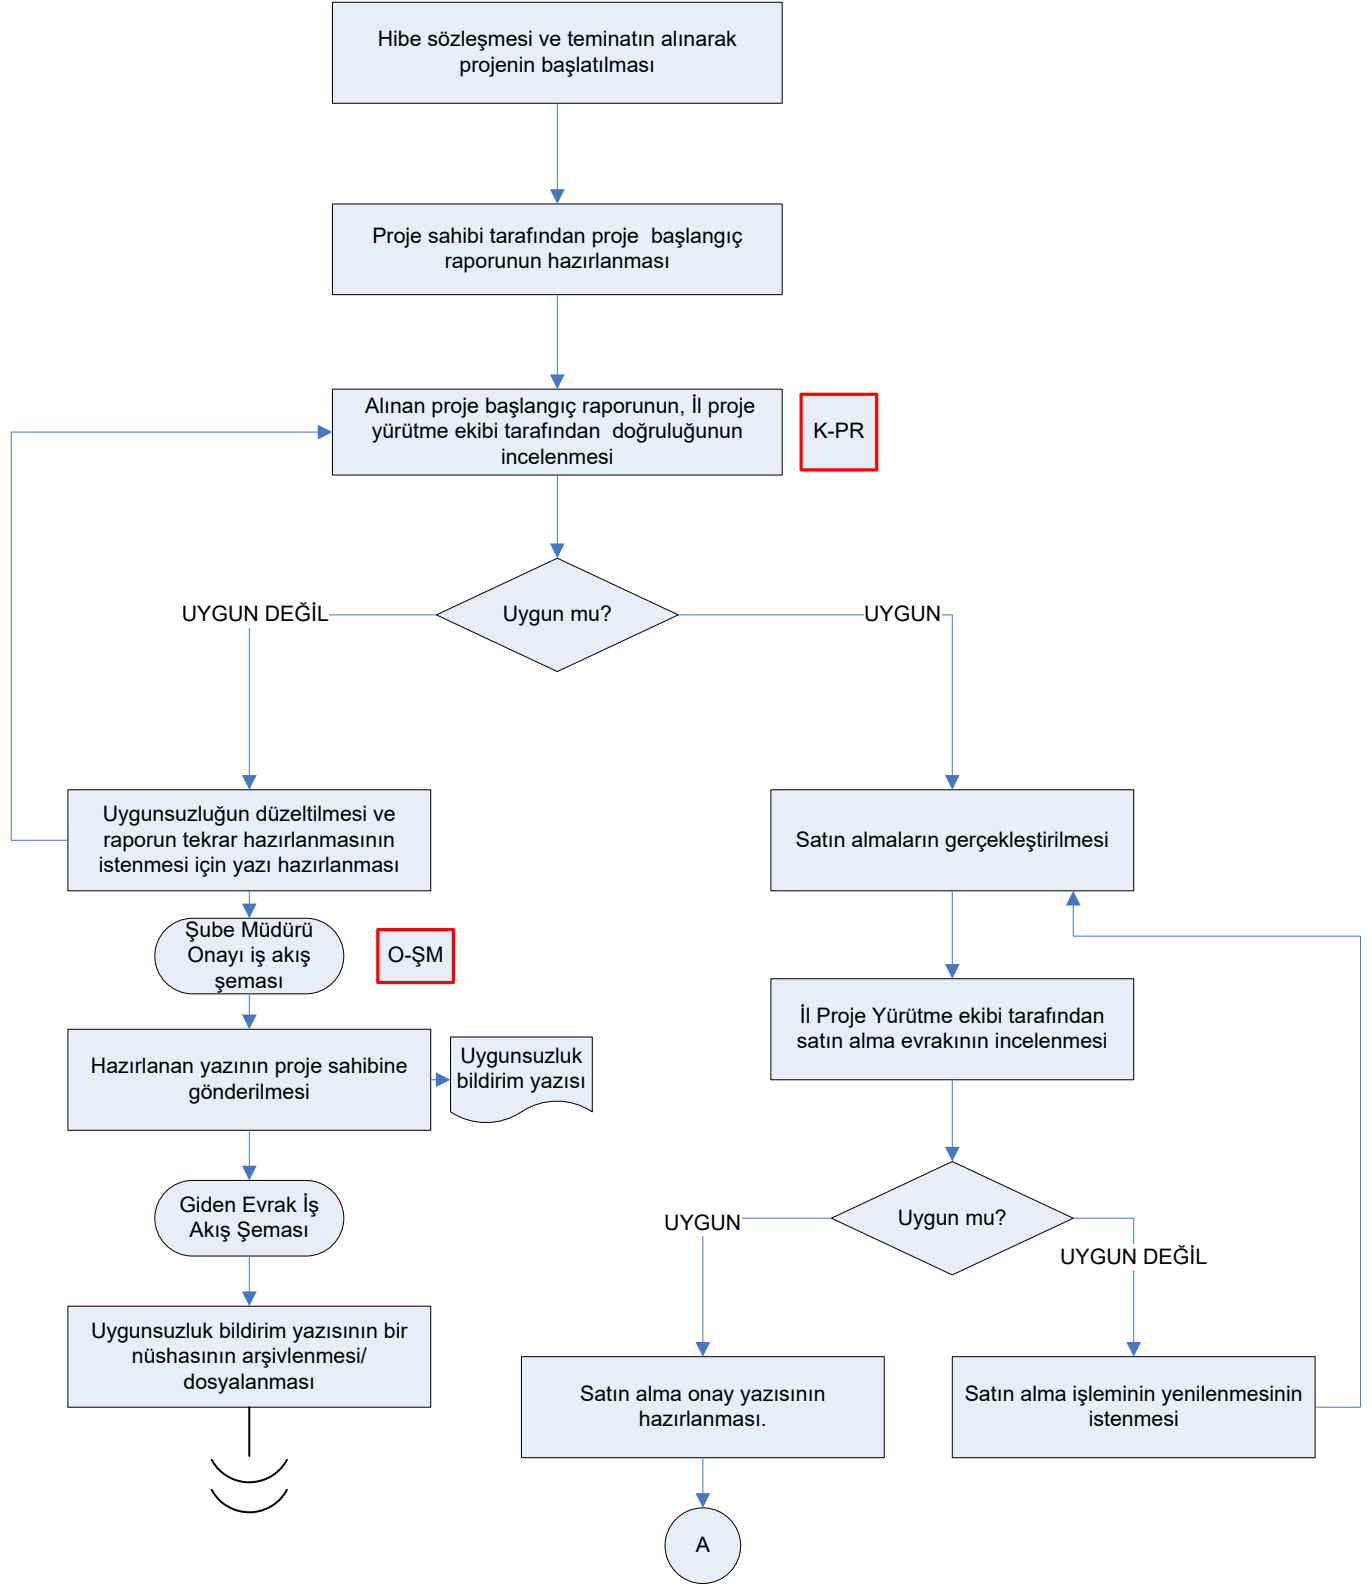 Hibe sözleşmesi ve teminatın alınarak
projenin başlatılması
Proje sahibi tarafından proje  başlangıç
raporunun hazırlanması
Alınan proje başlangıç raporunun, İl proje
yürütme ekibi tarafından  doğruluğunun
incelenmesi
K-PR
Uygun mu?
UYGUN DEĞİL
UYGUN
Uygunsuzluğun düzeltilmesi ve
raporun tekrar hazırlanmasının
istenmesi için yazı hazırlanması
Şube Müdürü
Onayı iş akış
şeması
O-ŞM
Hazırlanan yazının proje sahibine
gönderilmesi
Uygunsuzluk
bildirim yazısı
Giden Evrak İş
Akış Şeması
Uygunsuzluk bildirim yazısının bir
nüshasının arşivlenmesi/
dosyalanması
Satın almaların gerçekleştirilmesi
İl Proje Yürütme ekibi tarafından
satın alma evrakının incelenmesi
Uygun mu?
UYGUN
UYGUN DEĞİL
Satın alma onay yazısının
hazırlanması.
Satın alma işleminin yenilenmesinin
istenmesi
A